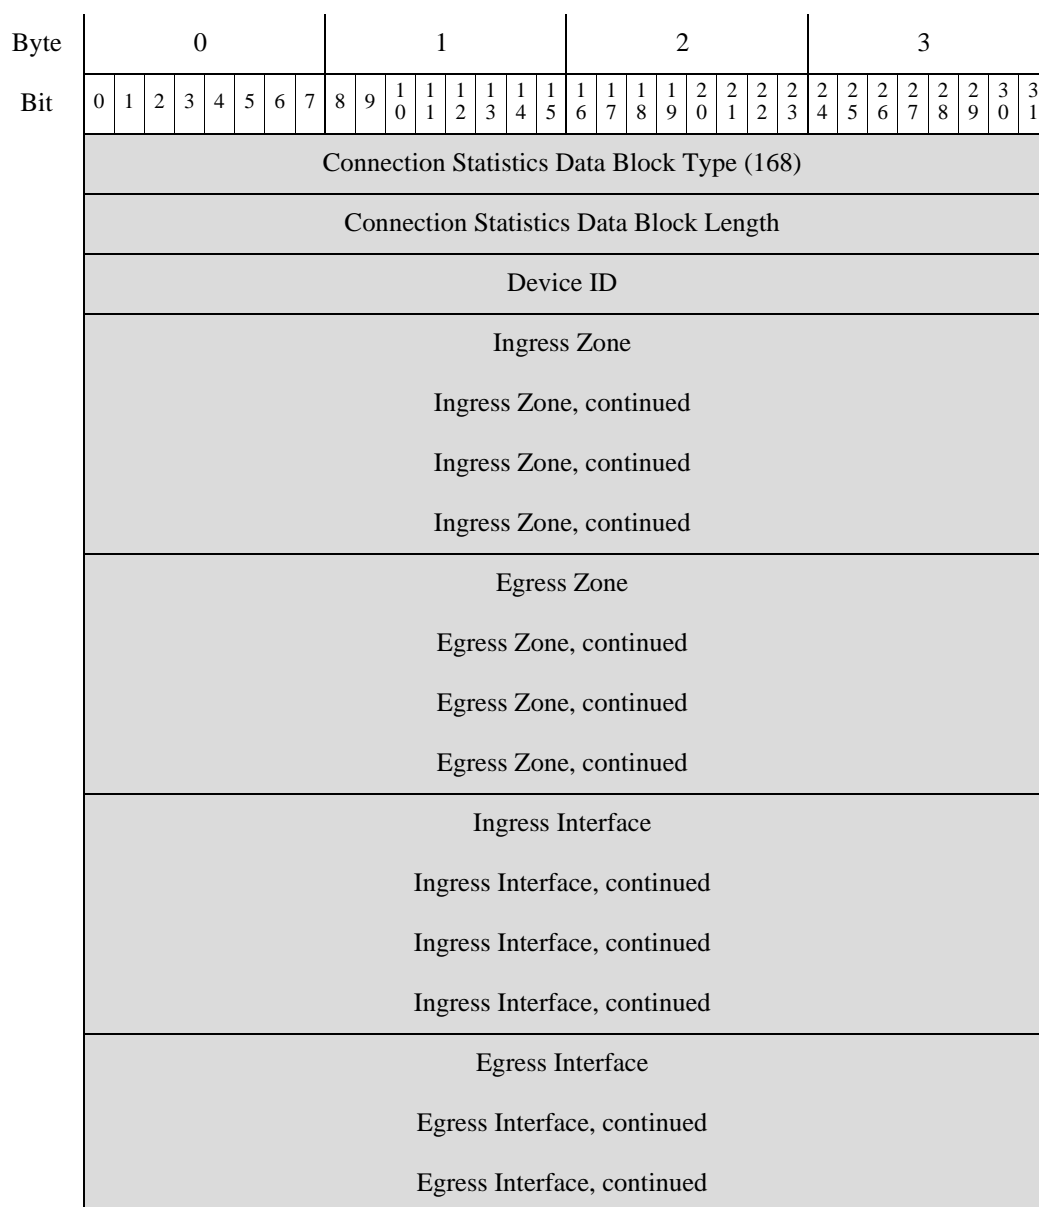 Byte 0 1 2 3
Bit 0 1 2 3 4 5 6 7 8 9 10 11 12 13 14 15 16 17 18 19 20 21 22 23 24 25 26 27 28 29 30 31
Connection Statistics Data Block Type (168)
Connection Statistics Data Block Length
Device ID
Ingress Zone
Ingress Zone, continued
Ingress Zone, continued
Ingress Zone, continued
Egress Zone
Egress Zone, continued
Egress Zone, continued
Egress Zone, continued
Ingress Interface
Ingress Interface, continued
Ingress Interface, continued
Ingress Interface, continued
Egress Interface
Egress Interface, continued
Egress Interface, continued